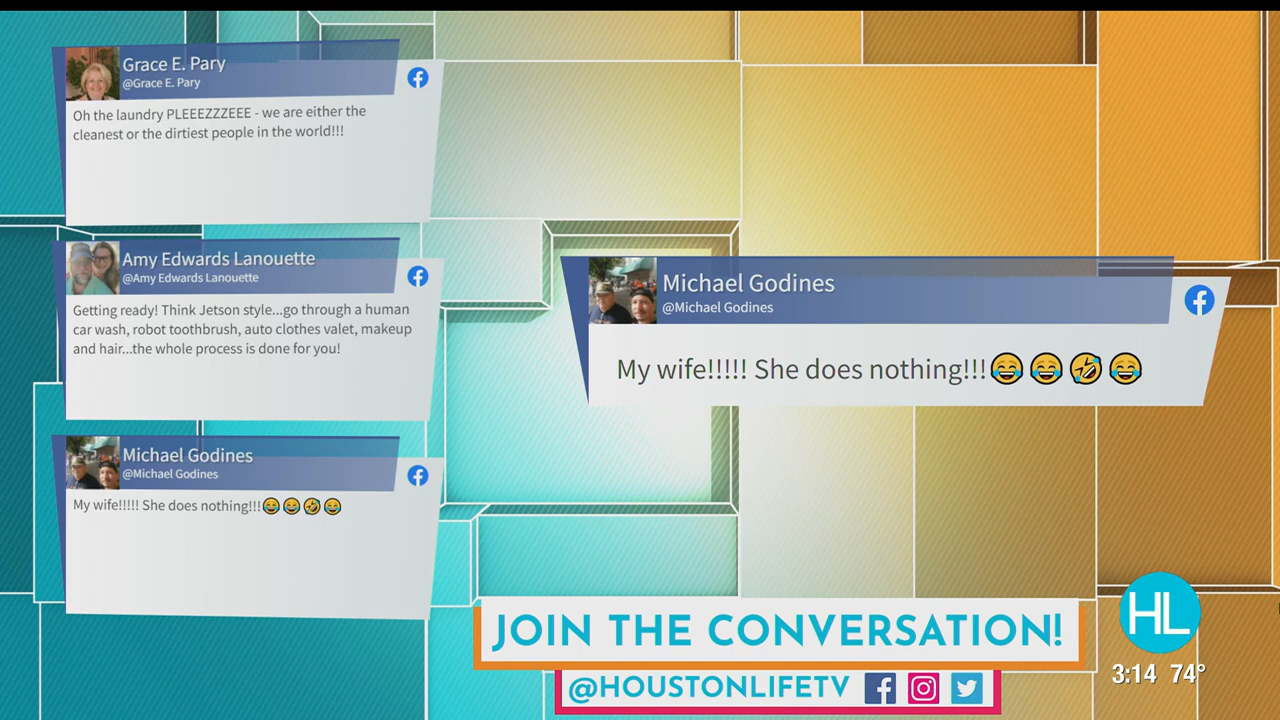 Grace E. Pary
@Grace E. Pary
Oh the laundry PLEEEZZZEEE - we are either the
cleanest or the dirtiest people in the world!!!
Amy Edwards Lanouette
@Amy Edwards Lanouette
Getting ready! Think Jetson style...go through a human
car wash, robot toothbrush, auto clothes valet, makeup
and hair...the whole process is done for you!
Michael Godines
@Michael Godines
My wife!!!!! She does nothing!!!😂😂🤣😂
Michael Godines
@Michael Godines
My wife!!!!! She does nothing!!!😂😂🤣😂
JOIN THE CONVERSATION!
@HOUSTONLIFETV
HL
3:14 74°